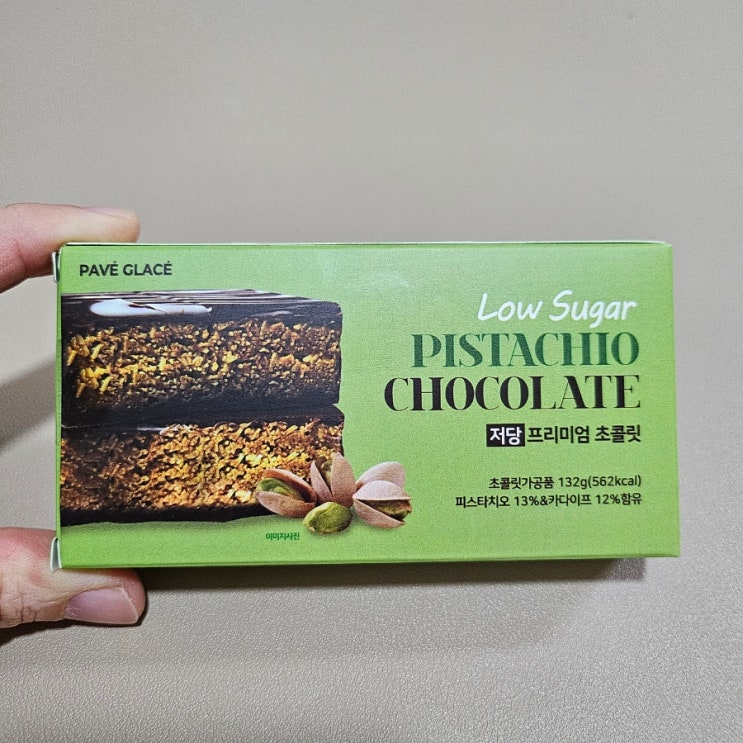 PAVÉ GLACÉ
Low Sugar
PISTACHIO
CHOCOLATE
저당 프리미엄 초콜릿
초콜릿가공품 132g(562kcal)
피스타치오 13%&카다이프 12%함유
이미지사진